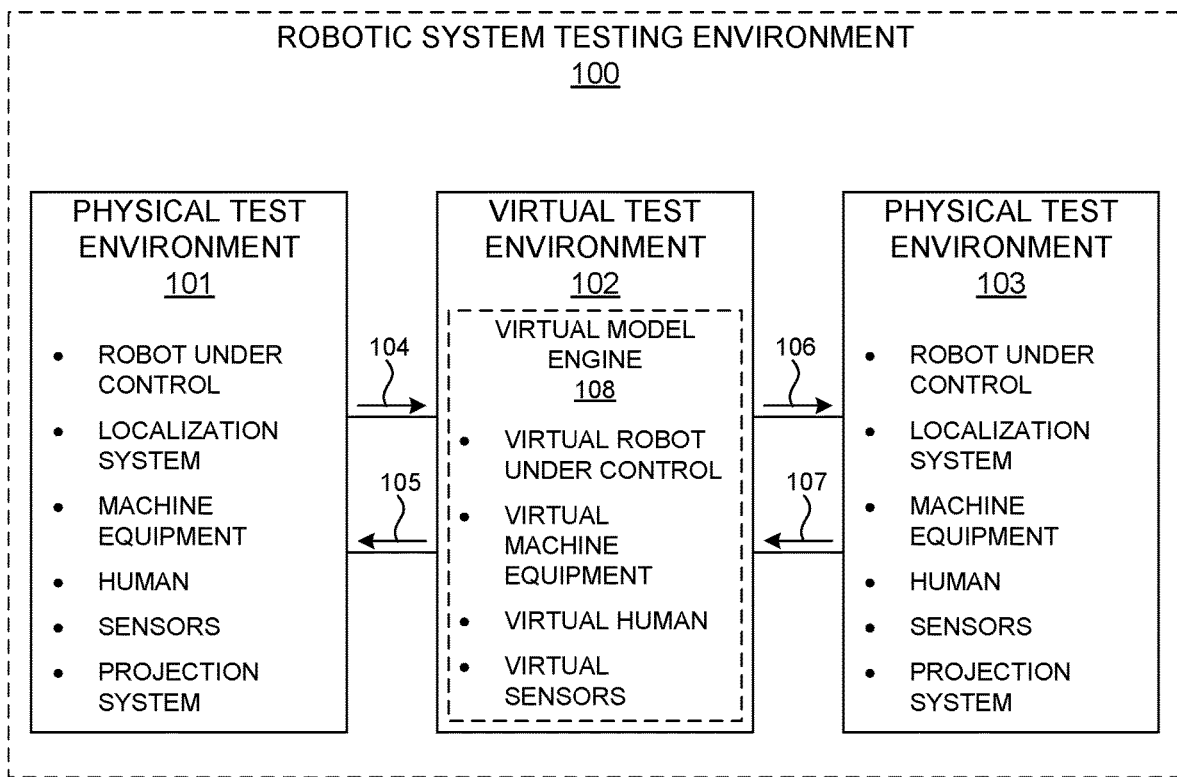 ROBOTIC SYSTEM TESTING ENVIRONMENT
100
PHYSICAL TEST
ENVIRONMENT
101
• ROBOT UNDER
CONTROL
• LOCALIZATION
SYSTEM
• MACHINE
EQUIPMENT
• HUMAN
• SENSORS
• PROJECTION
SYSTEM
104
105
VIRTUAL TEST
ENVIRONMENT
102
VIRTUAL MODEL
ENGINE
108
• VIRTUAL ROBOT
UNDER CONTROL
• VIRTUAL
MACHINE
EQUIPMENT
• VIRTUAL HUMAN
• VIRTUAL
SENSORS
106
107
PHYSICAL TEST
ENVIRONMENT
103
• ROBOT UNDER
CONTROL
• LOCALIZATION
SYSTEM
• MACHINE
EQUIPMENT
• HUMAN
• SENSORS
• PROJECTION
SYSTEM